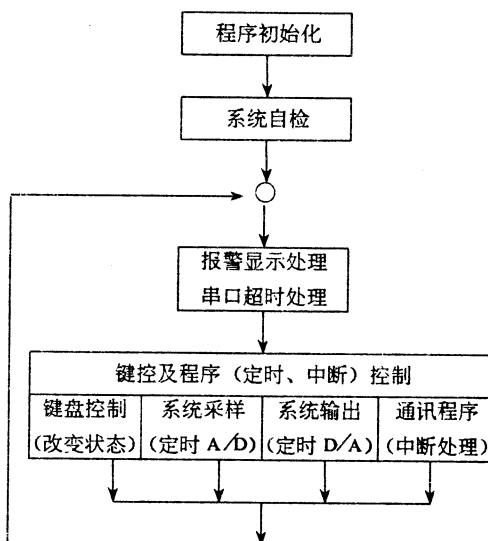 程序初始化
系统自检
报警显示处理
串口超时处理
键控及程序（定时、中断）控制
键盘控制 系统采样 系统输出 通讯程序
(改变状态) (定时 A/D) (定时 D/A) (中断处理)